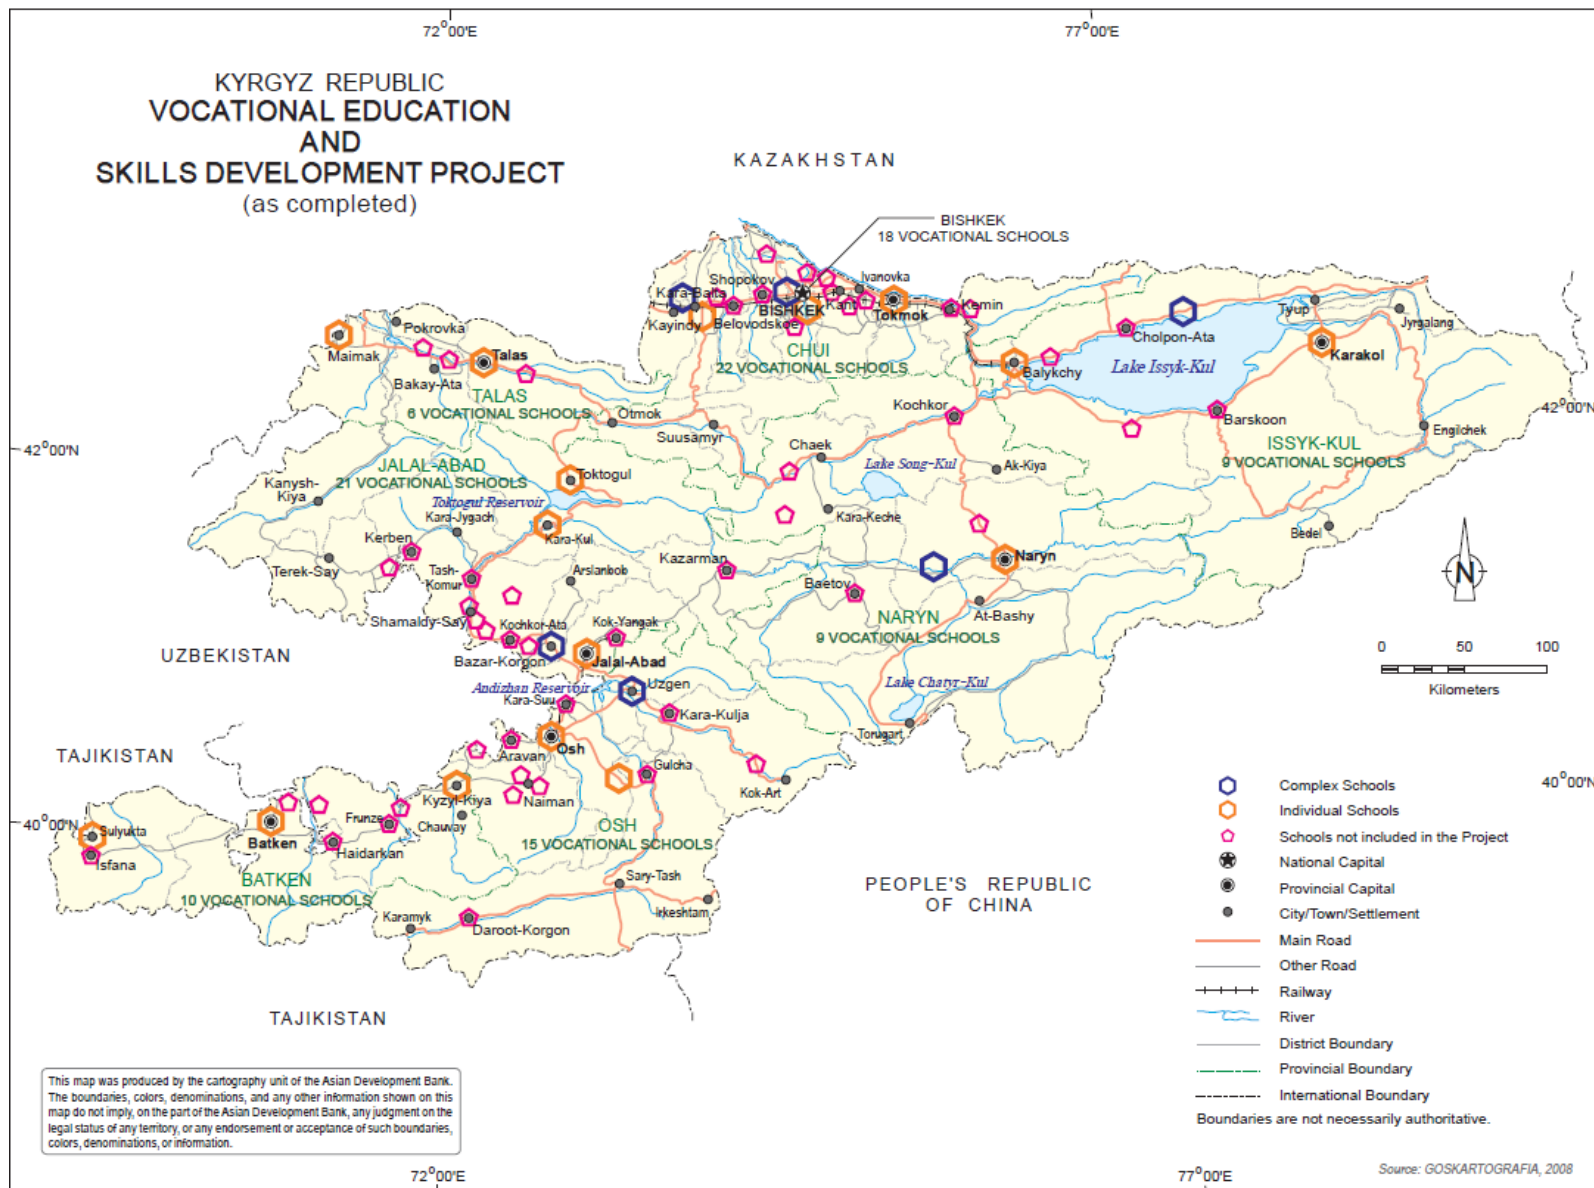 72°00'E
77°00'E
KYRGYZ REPUBLIC
VOCATIONAL EDUCATION
AND
SKILLS DEVELOPMENT PROJECT
(as completed)
KAZAKHSTAN
BISHKEK
18 VOCATIONAL SCHOOLS
Shopokov
Ivanovka
Kara-Balta
Kant
Kemin
Tyup
BISHKEK
Tokmok
Kayindy
Belovodskoe
Jyrgalang
Pokrovka
Cholpon-Ata
CHUI
22 VOCATIONAL SCHOOLS
Maimak
Talas
Karakol
Lake Issyk-Kul
Balykchy
Bakay-Ata
TALAS
6 VOCATIONAL SCHOOLS
Otmok
Kochkor
42°00'N
Barskoon
Suusamyr
Engilchek
ISSYK-KUL
9 VOCATIONAL SCHOOLS
42°00'N
Chaek
JALAL-ABAD
21 VOCATIONAL SCHOOLS
Lake Song-Kul
Ak-Kiya
Toktogul
Kanysh-
Kiya
Toktogul Reservoir
Kara-Jygach
Kara-Keche
Kerben
Kara-Kul
Bedel
Kazarman
Naryn
Terek-Say
Tash-
Komur
Arslanbob
Baetov
N
At-Bashy
Shamaldy-Say
Kochkor-Ata
Kok-Yangak
NARYN
9 VOCATIONAL SCHOOLS
UZBEKISTAN
Bazar-Korgon
Jalal-Abad
0 50 100
Kilometers
Andizhan Reservoir
Uzgen
Lake Chatyr-Kul
Kara-Suu
Kara-Kulja
Torugart
TAJIKISTAN
Aravan
Osh
Gulcha
Kok-Art
40°00'N
Kyzyl-Kiya
Naiman
40°00'N
Sulyukta
Frunze
Chauvay
OSH
15 VOCATIONAL SCHOOLS
Batken
Haidarkan
Isfana
BATKEN
10 VOCATIONAL SCHOOLS
Sary-Tash
PEOPLE'S REPUBLIC
OF CHINA
Karamyk
Irkeshtam
Daroot-Korgon
TAJIKISTAN
Complex Schools
Individual Schools
Schools not included in the Project
National Capital
Provincial Capital
City/Town/Settlement
Main Road
Other Road
Railway
River
District Boundary
Provincial Boundary
International Boundary
Boundaries are not necessarily authoritative.
This map was produced by the cartography unit of the Asian Development Bank.
The boundaries, colors, denominations, and any other information shown on this
map do not imply, on the part of the Asian Development Bank, any judgment on the
legal status of any territory, or any endorsement or acceptance of such boundaries,
colors, denominations, or information.
72°00'E
77°00'E
Source: GOSKARTOGRAFIA, 2008